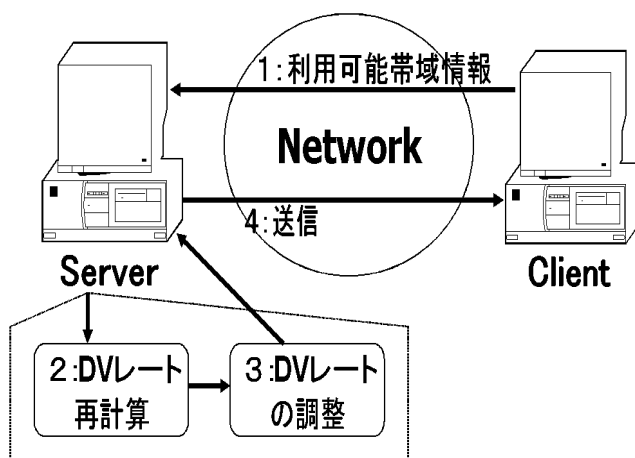 1:利用可能帯域情報
Network
4:送信
Server
Client
2:DVレート
再計算
3:DVレート
の調整